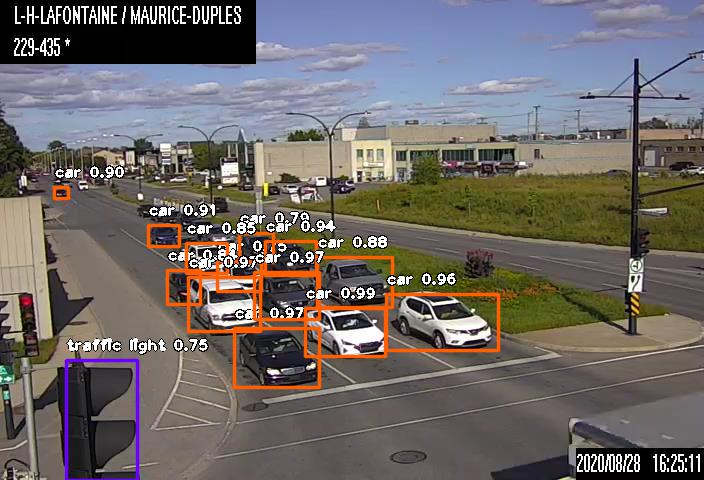 L-H-LAFONTAINE / MAURICE-DUPLES
229-435 *
car 0.90
car 0.91
car 0.79
car 0.85
car 0.94
car 0.88
car 0.97
car 0.96
car 0.99
car 0.97
traffic light 0.75
2020/08/28 16:25:11